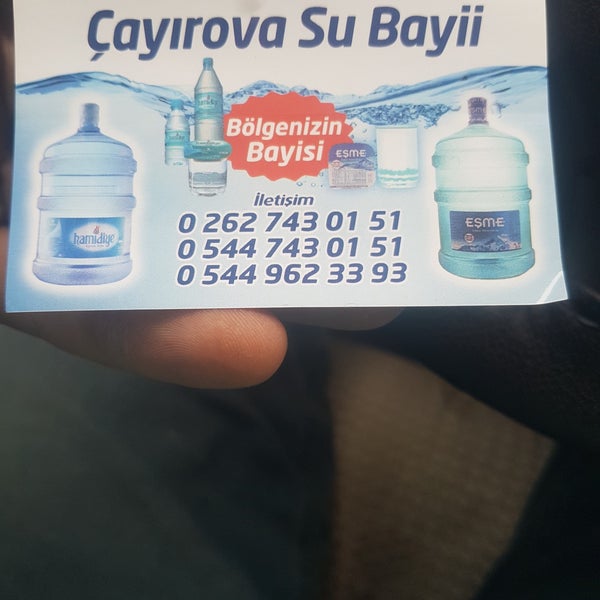 Çayırova Su Bayii
Bölgenizin
Bayisi
İletişim
0 262 743 01 51
0 544 743 01 51
0 544 962 33 93
hamidiye
EŞME
EŞME